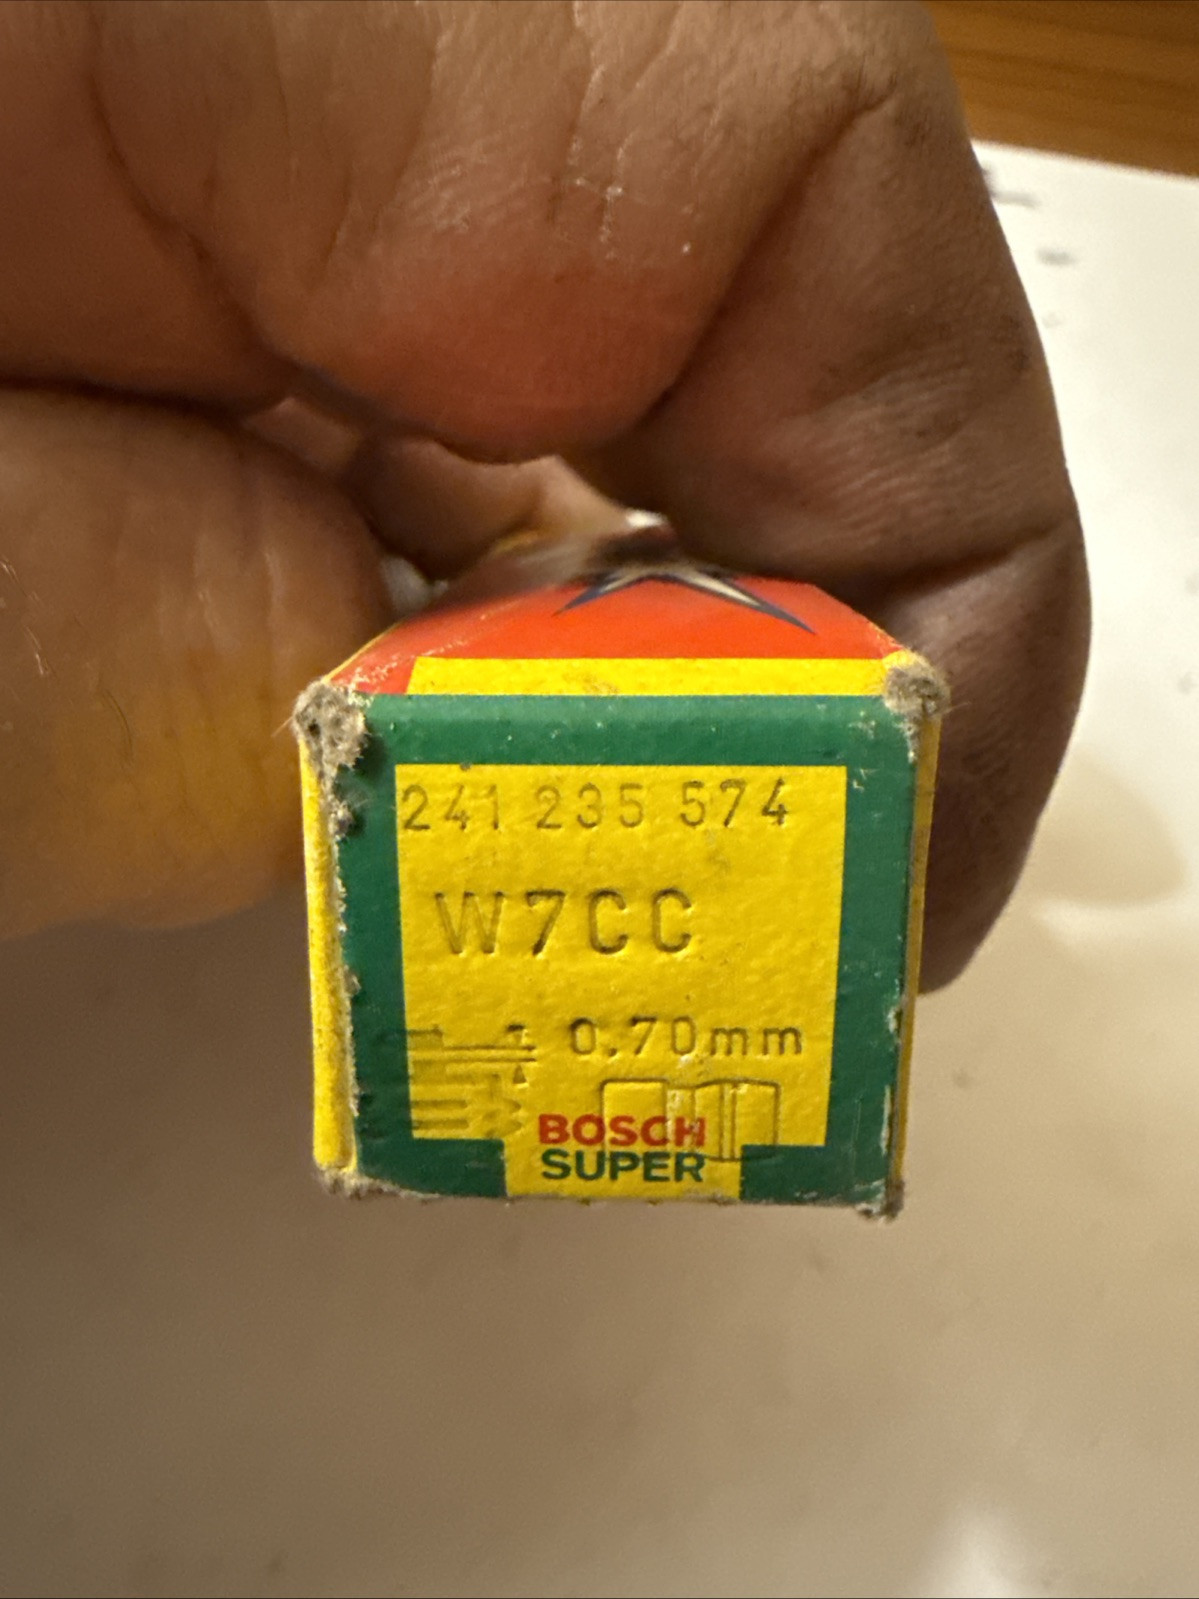 241 235 574
W7CC
0.70mm
BOSCH
SUPER